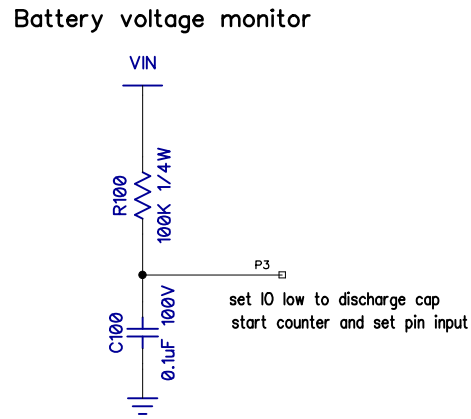 Battery voltage monitor
VIN
R100
100K 1/4W
P3
set IO low to discharge cap
start counter and set pin input
C100
0.1uF 100V